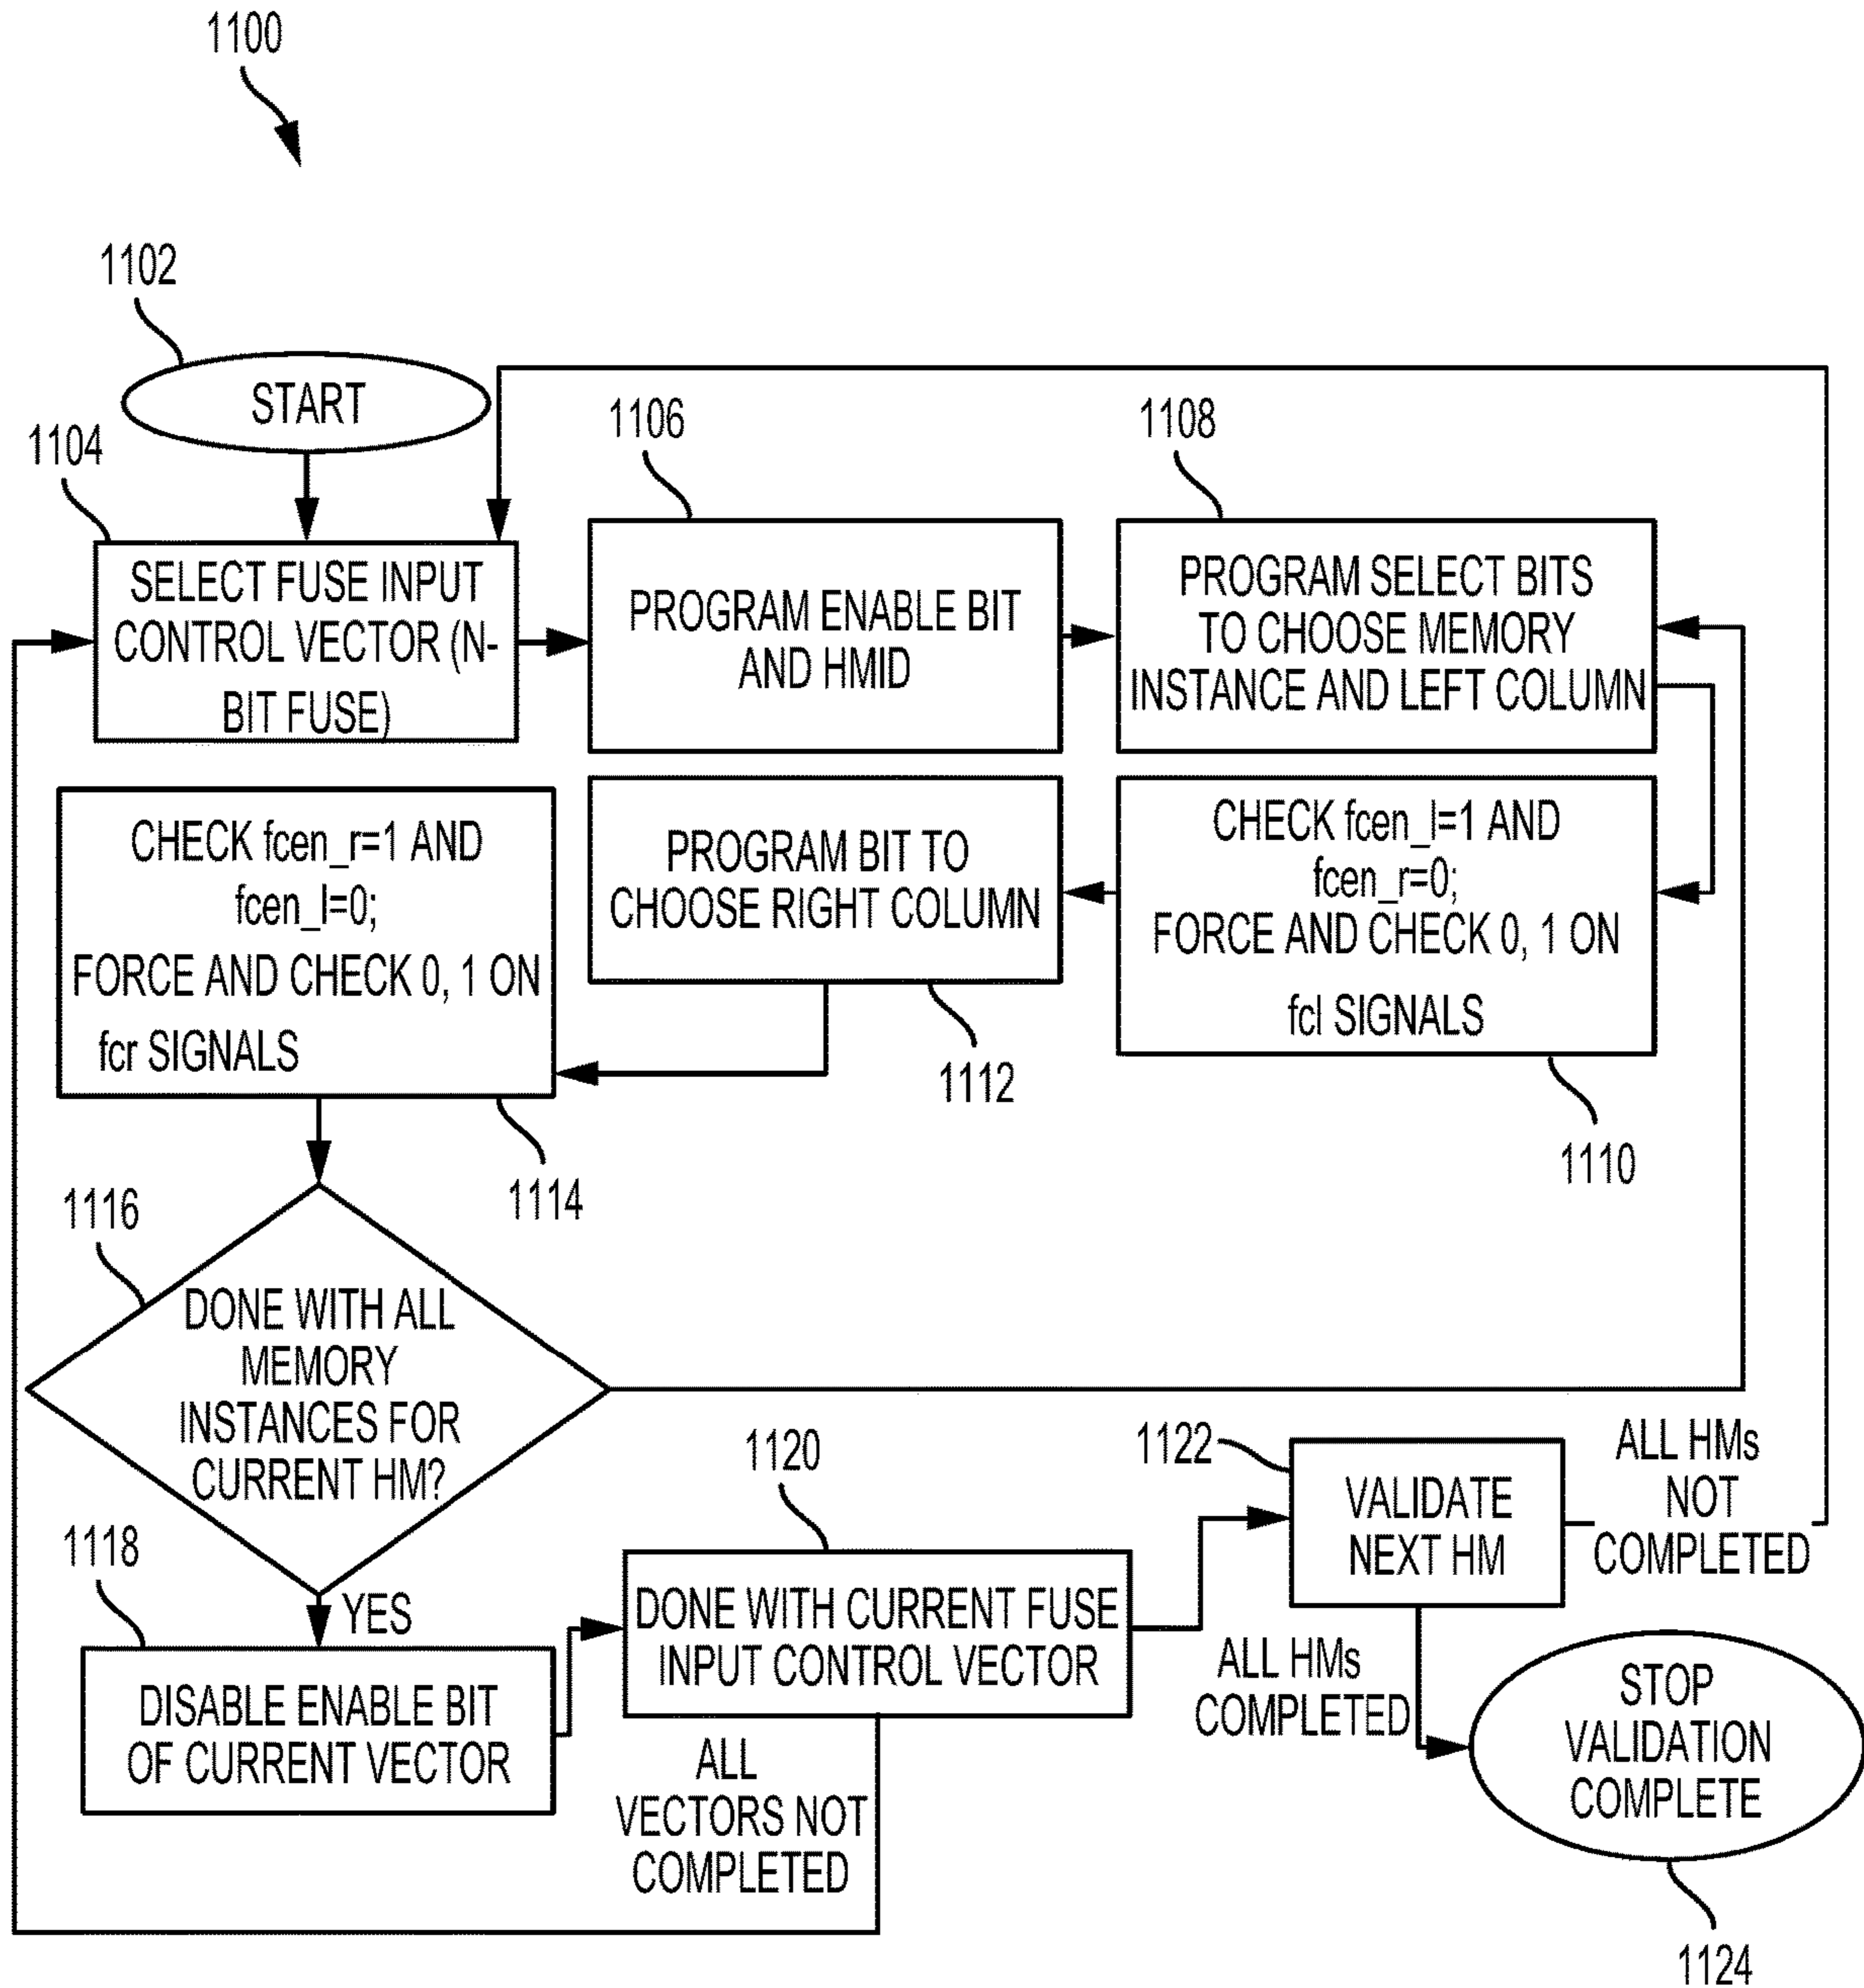 1100
1102
START
1104
SELECT FUSE INPUT
CONTROL VECTOR (N-
BIT FUSE)
1106
PROGRAM ENABLE BIT
AND HMID
1108
PROGRAM SELECT BITS
TO CHOOSE MEMORY
INSTANCE AND LEFT COLUMN
CHECK fcen_l=1 AND
fcen_r=0;
FORCE AND CHECK 0, 1 ON
fcl SIGNALS
1110
PROGRAM BIT TO
CHOOSE RIGHT COLUMN
1112
CHECK fcen_r=1 AND
fcen_l=0;
FORCE AND CHECK 0, 1 ON
fcr SIGNALS
1114
1116
DONE WITH ALL
MEMORY
INSTANCES FOR
CURRENT HM?
YES
1118
DISABLE ENABLE BIT
OF CURRENT VECTOR
1120
DONE WITH CURRENT FUSE
INPUT CONTROL VECTOR
ALL
VECTORS NOT
COMPLETED
1122
VALIDATE
NEXT HM
ALL HMs
NOT
COMPLETED
ALL HMs
COMPLETED
STOP
VALIDATION
COMPLETE
1124